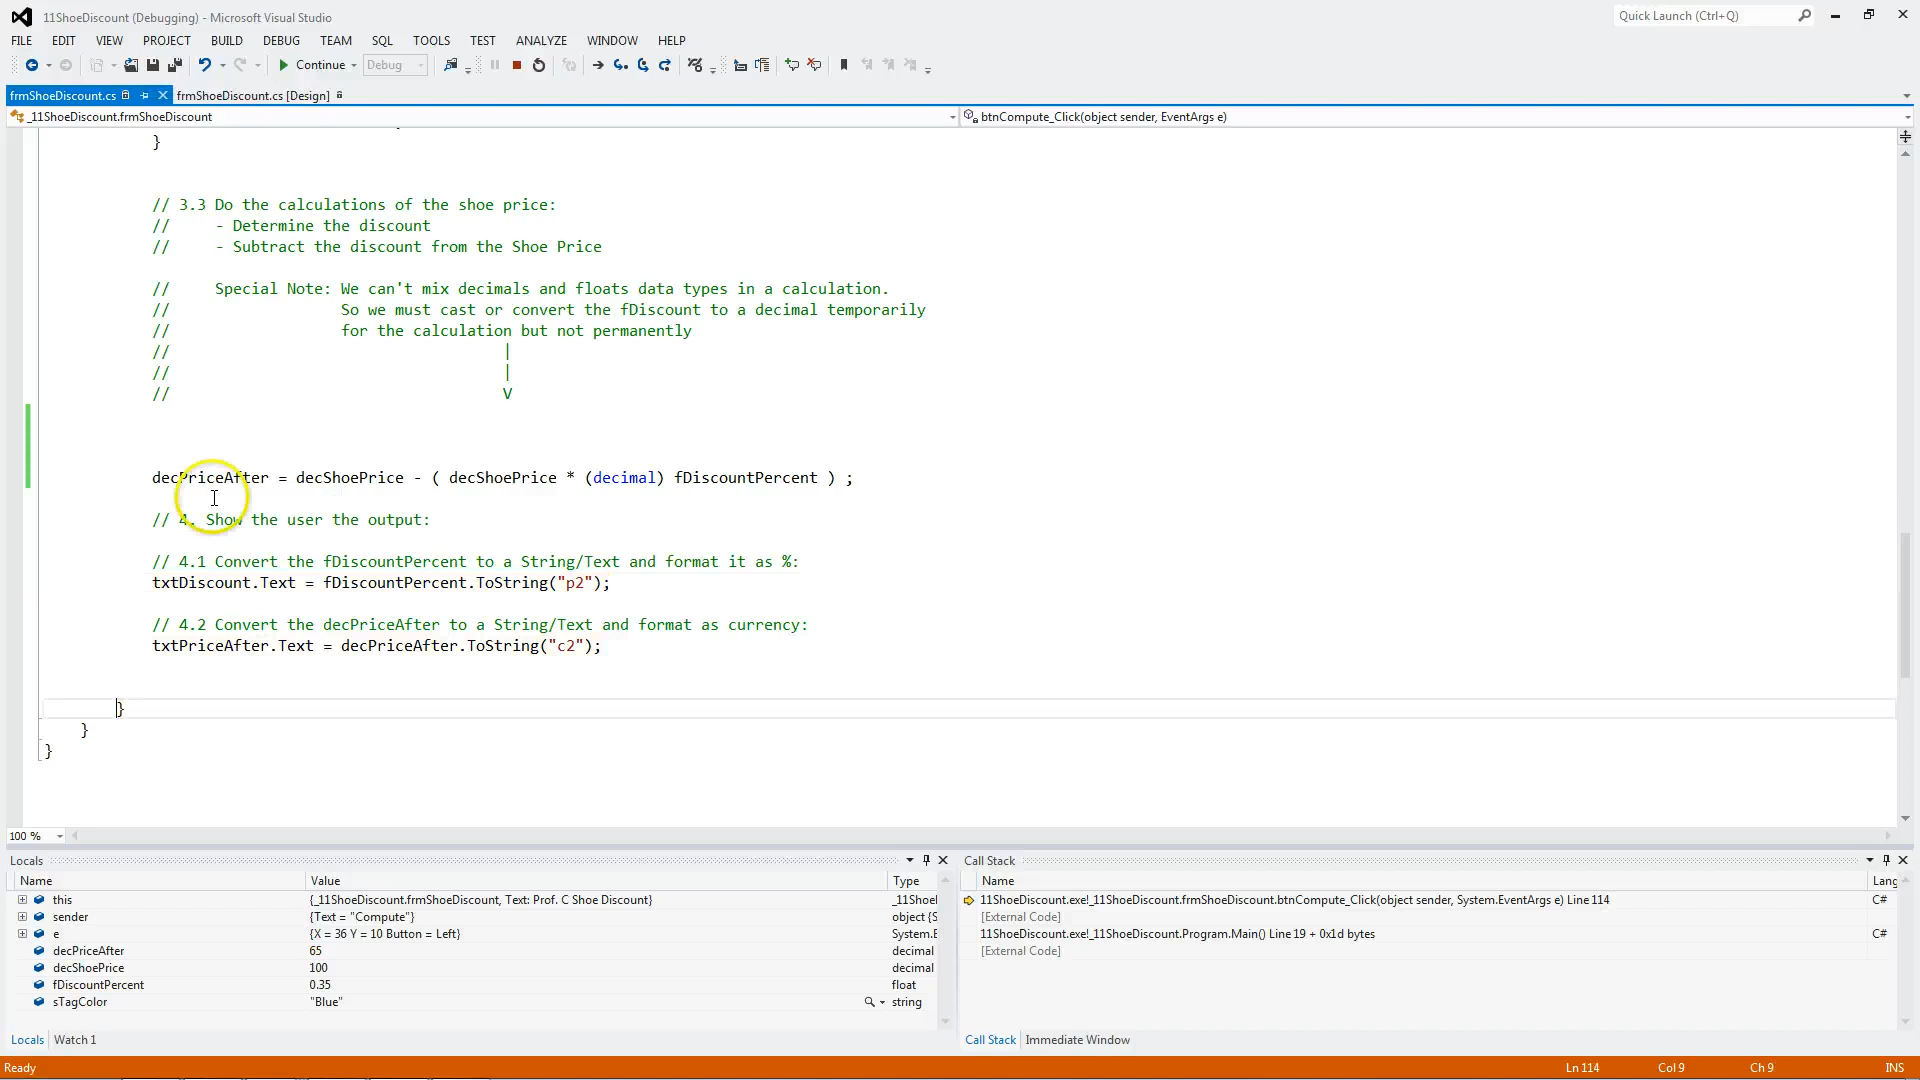 11ShoeDiscount (Debugging) - Microsoft Visual Studio
Quick Launch (Ctrl+Q)
FILE EDIT VIEW PROJECT BUILD DEBUG TEAM SQL TOOLS TEST ANALYZE WINDOW HELP
Continue Debug
frmShoeDiscount.cs frmShoeDiscount.cs [Design]
_11ShoeDiscount.frmShoeDiscount btnCompute_Click(object sender, EventArgs e)
}
// 3.3 Do the calculations of the shoe price:
// - Determine the discount
// - Subtract the discount from the Shoe Price
// Special Note: We can't mix decimals and floats data types in a calculation.
// So we must cast or convert the fDiscount to a decimal temporarily
// for the calculation but not permanently
// |
// |
// V
decPriceAfter = decShoePrice - ( decShoePrice * (decimal) fDiscountPercent ) ;
// 4. Show the user the output:
// 4.1 Convert the fDiscountPercent to a String/Text and format it as %:
txtDiscount.Text = fDiscountPercent.ToString("p2");
// 4.2 Convert the decPriceAfter to a String/Text and format as currency:
txtPriceAfter.Text = decPriceAfter.ToString("c2");
}
}
}
100 %
Locals
Name Value Type
this {_11ShoeDiscount.frmShoeDiscount, Text: Prof. C Shoe Discount} _11Shoel
sender {Text = "Compute"} object {S
e {X = 36 Y = 10 Button = Left} System.E
decPriceAfter 65 decimal
decShoePrice 100 decimal
fDiscountPercent 0.35 float
sTagColor "Blue" string
Locals Watch 1
Call Stack
Name Lang
11ShoeDiscount.exe!_11ShoeDiscount.frmShoeDiscount.btnCompute_Click(object sender, System.EventArgs e) Line 114 C#
[External Code]
11ShoeDiscount.exe!_11ShoeDiscount.Program.Main() Line 19 + 0x1d bytes C#
[External Code]
Call Stack Immediate Window
Ready Ln 114 Col 9 Ch 9 INS